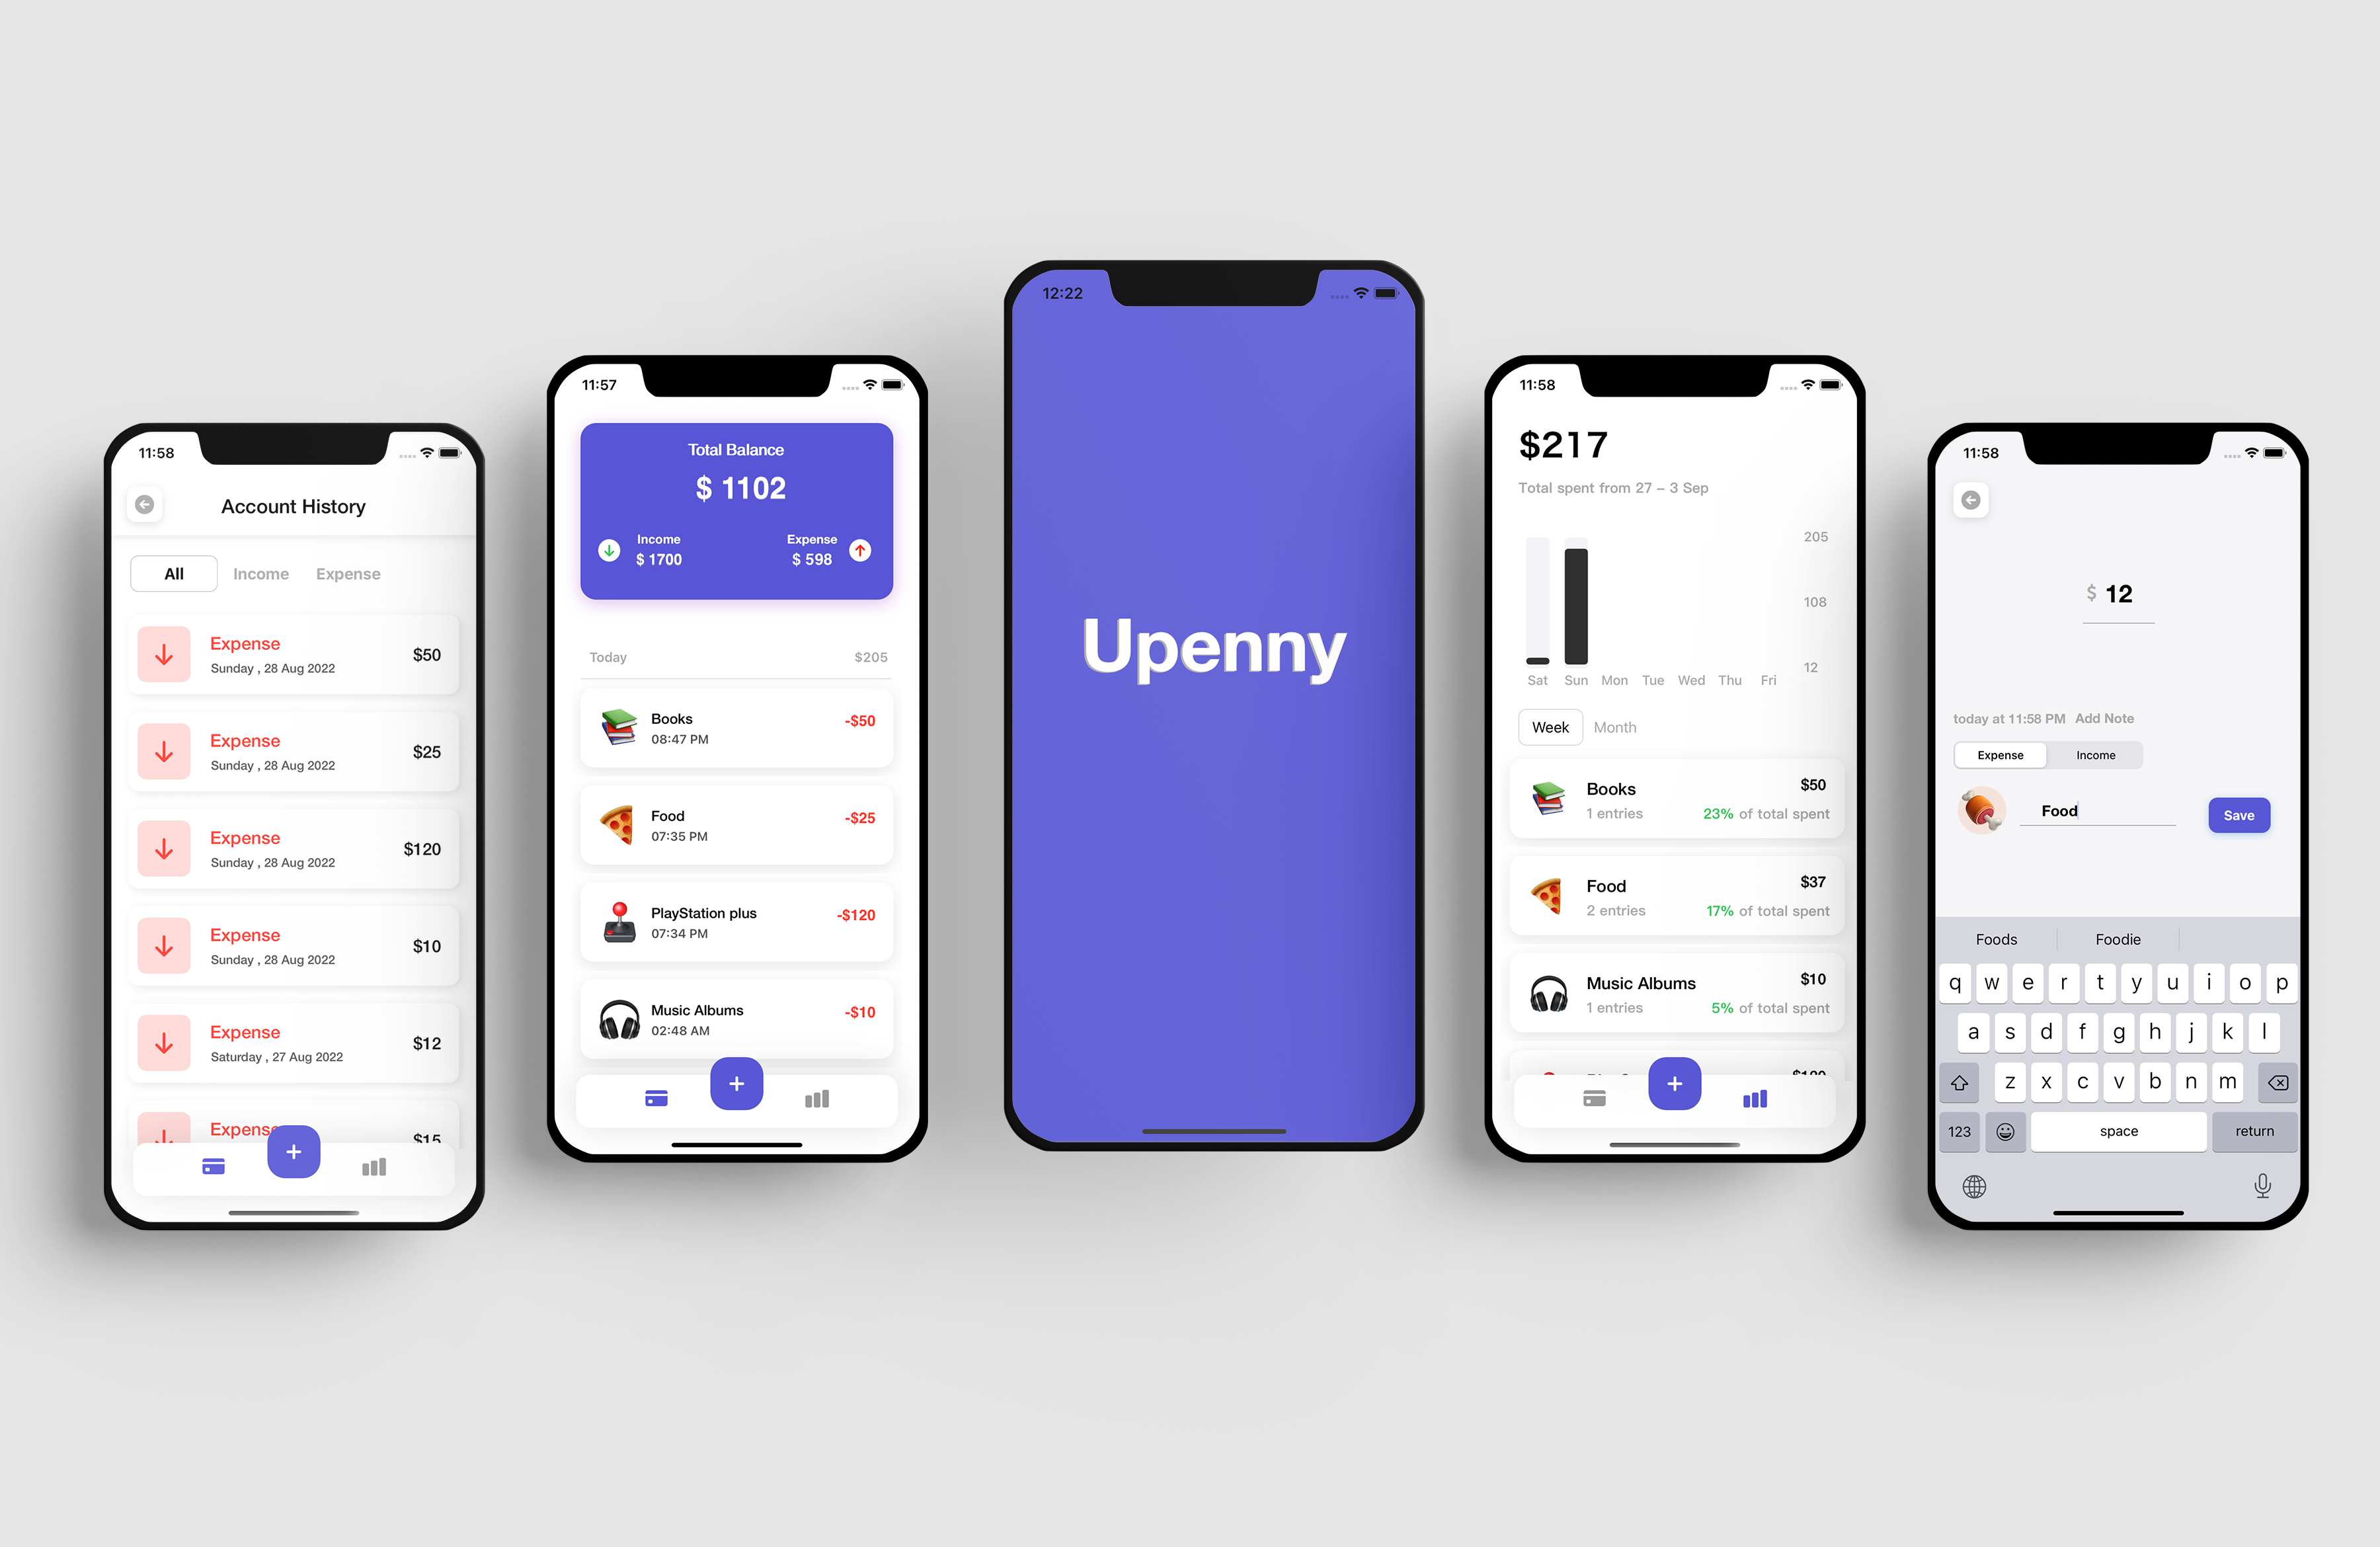 11:58
Account History
All Income Expense
Expense
Sunday , 28 Aug 2022
$50
Expense
Sunday , 28 Aug 2022
$25
Expense
Sunday , 28 Aug 2022
$120
Expense
Sunday , 28 Aug 2022
$10
Expense
Saturday , 27 Aug 2022
$12
Expense
$15
11:57
Total Balance
$ 1102
Income
$ 1700
Expense
$ 598
Today $205
Books
08:47 PM
-$50
Food
07:35 PM
-$25
PlayStation plus
07:34 PM
-$120
Music Albums
02:48 AM
-$10
12:22
Upenny
11:58
$217
Total spent from 27 – 3 Sep
205
108
12
Sat Sun Mon Tue Wed Thu Fri
Week Month
Books $50
1 entries 23% of total spent
Food $37
2 entries 17% of total spent
Music Albums $10
1 entries 5% of total spent
$120
11:58
$ 12
today at 11:58 PM Add Note
Expense Income
Food Save
Foods Foodie
q w e r t y u i o p
a s d f g h j k l
z x c v b n m
123 space return